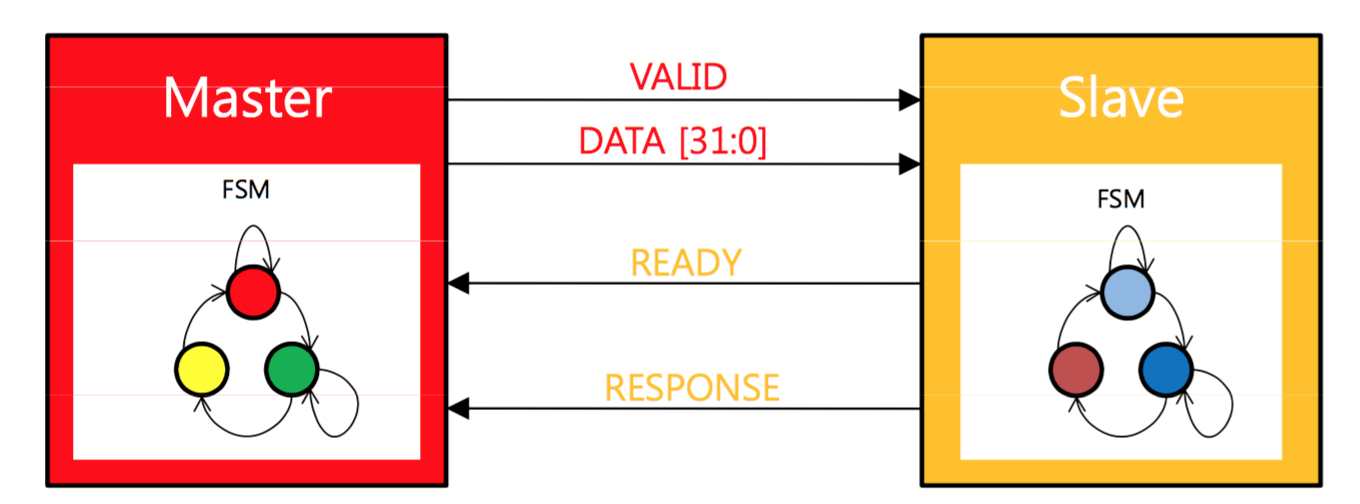 Master
FSM
VALID
DATA [31:0]
READY
RESPONSE
Slave
FSM